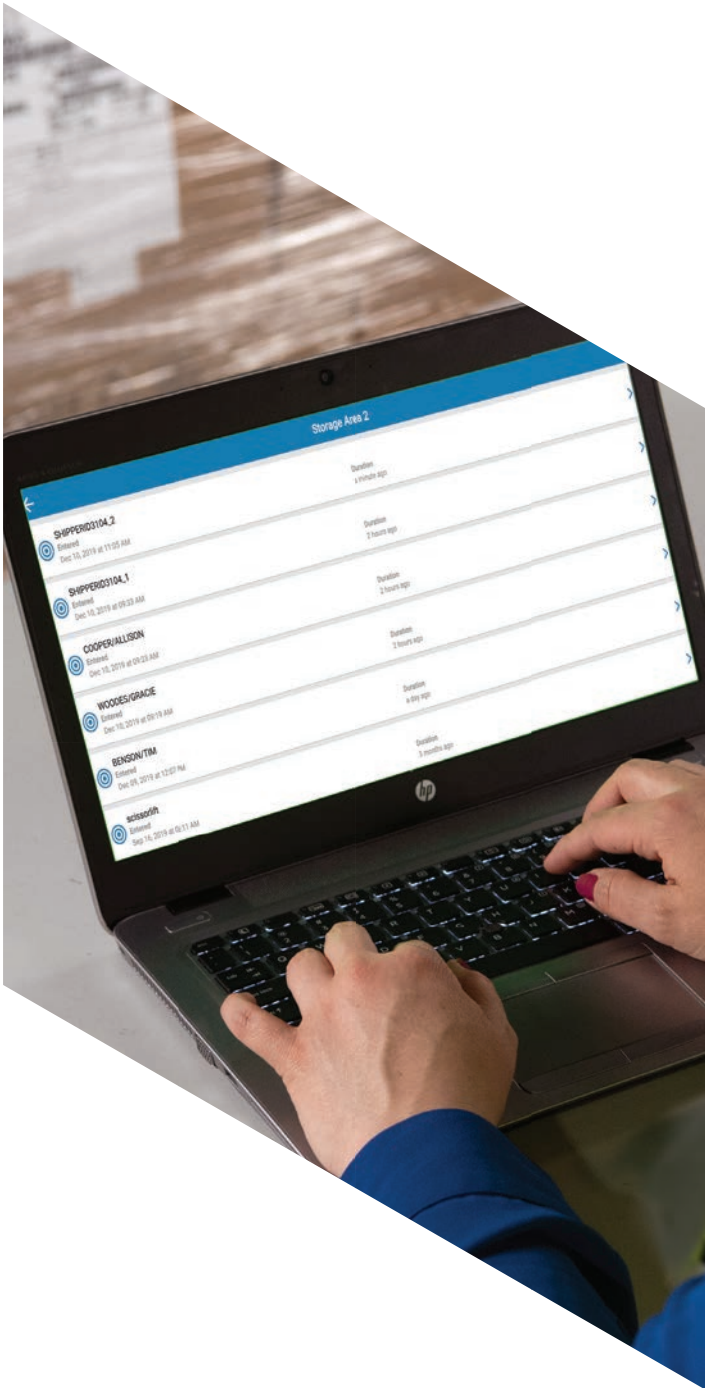 Storage Area 2
SHIPPERID3104_2
Entered
Dec 10, 2019 at 11:05 AM
Duration
a minute ago
SHIPPERID3104_1
Entered
Dec 10, 2019 at 09:23 AM
Duration
2 hours ago
COOPER/ALLISON
Entered
Dec 10, 2019 at 09:23 AM
Duration
2 hours ago
WOODES/GRACIE
Entered
Dec 10, 2019 at 09:19 AM
Duration
2 hours ago
BENSON/TIM
Entered
Dec 09, 2019 at 12:07 PM
Duration
a day ago
scissorlift
Entered
Sep 16, 2019 at
Duration
3 months ago
hp